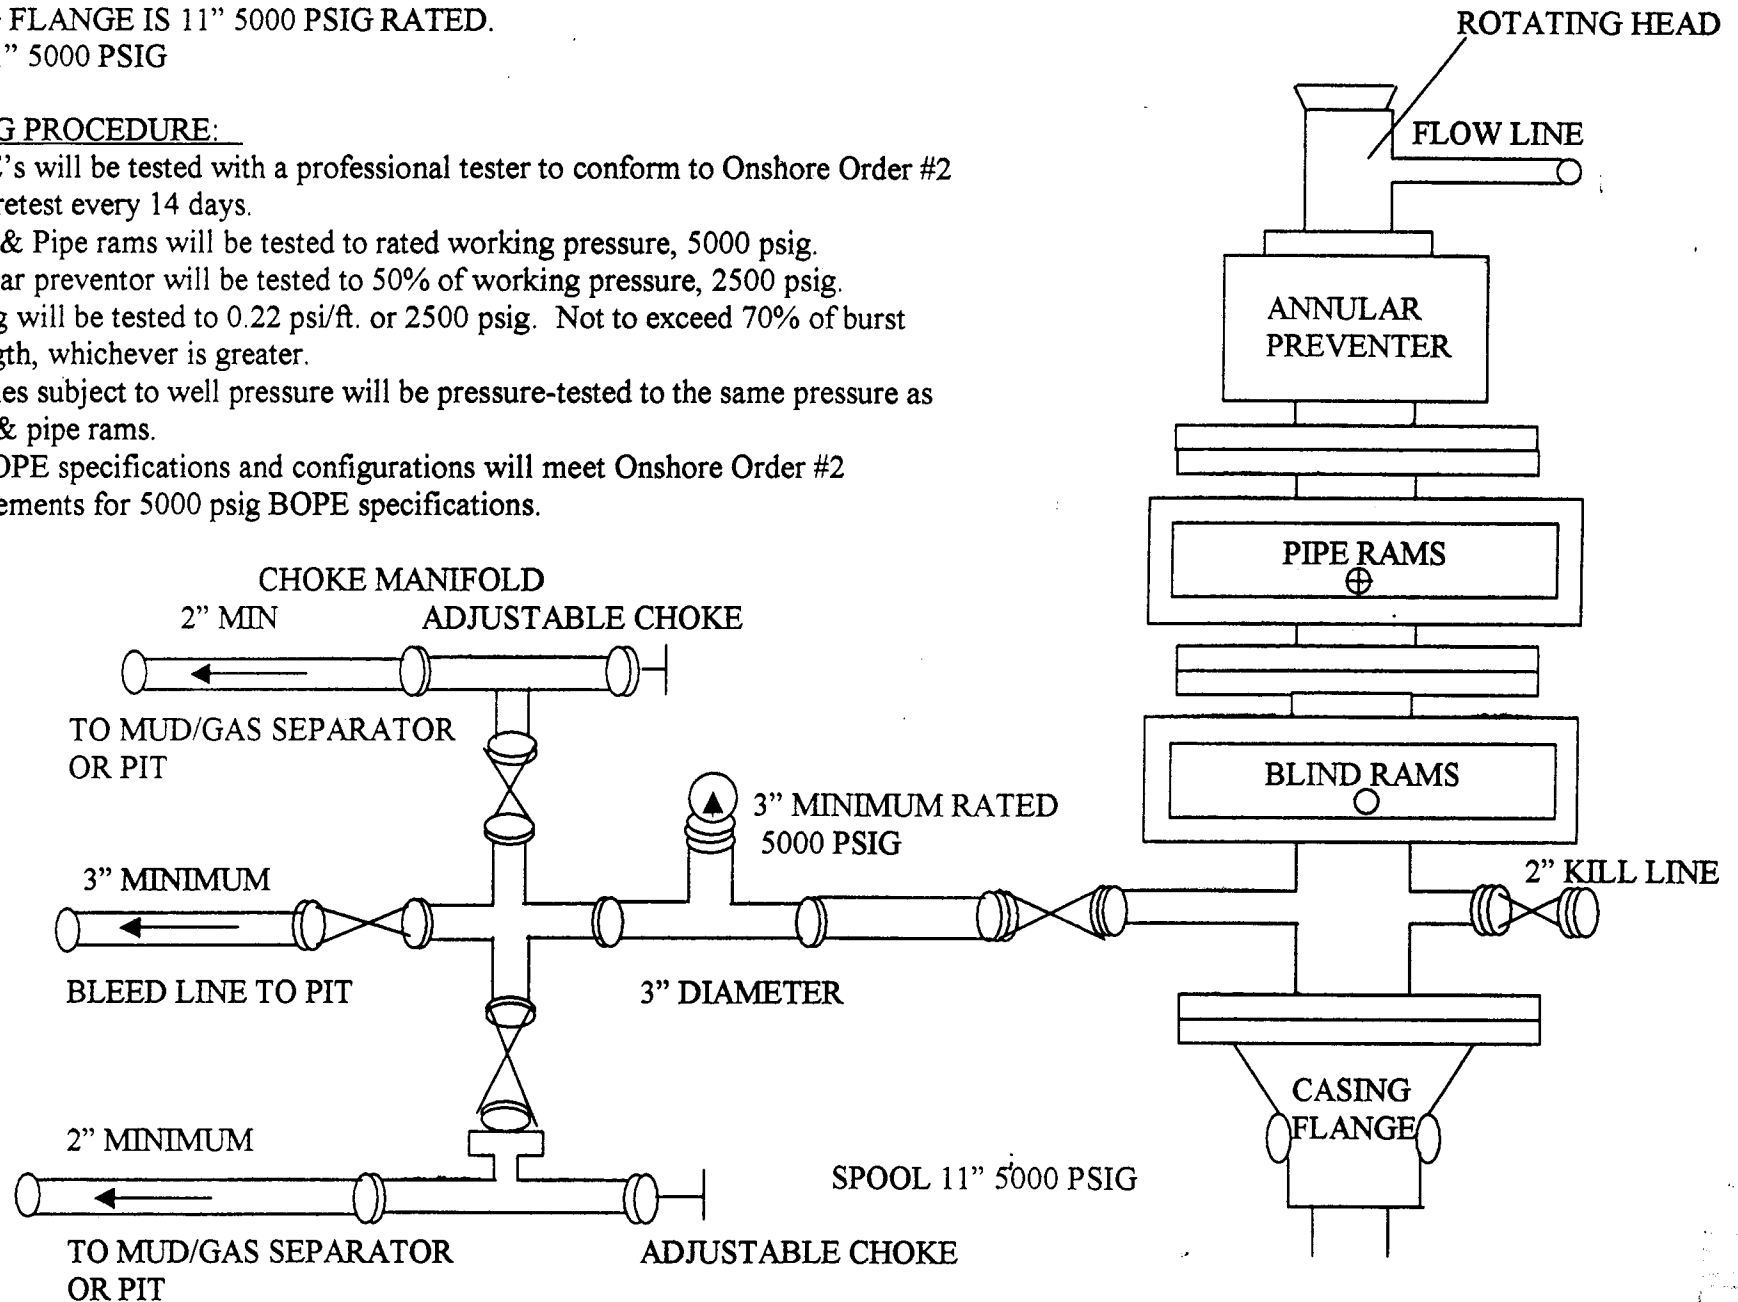 FLANGE IS 11” 5000 PSIG RATED.
” 5000 PSIG
G PROCEDURE:
’s will be tested with a professional tester to conform to Onshore Order #2
retest every 14 days.
& Pipe rams will be tested to rated working pressure, 5000 psig.
ar preventor will be tested to 50% of working pressure, 2500 psig.
g will be tested to 0.22 psi/ft. or 2500 psig. Not to exceed 70% of burst
gth, whichever is greater.
es subject to well pressure will be pressure-tested to the same pressure as
& pipe rams.
OPE specifications and configurations will meet Onshore Order #2
ements for 5000 psig BOPE specifications.
ROTATING HEAD
FLOW LINE
ANNULAR
PREVENTER
PIPE RAMS
BLIND RAMS
2” KILL LINE
CASING
FLANGE
CHOKE MANIFOLD
2” MIN
ADJUSTABLE CHOKE
TO MUD/GAS SEPARATOR
OR PIT
3” MINIMUM RATED
5000 PSIG
3” MINIMUM
BLEED LINE TO PIT
3” DIAMETER
2” MINIMUM
SPOOL 11” 5000 PSIG
TO MUD/GAS SEPARATOR
OR PIT
ADJUSTABLE CHOKE